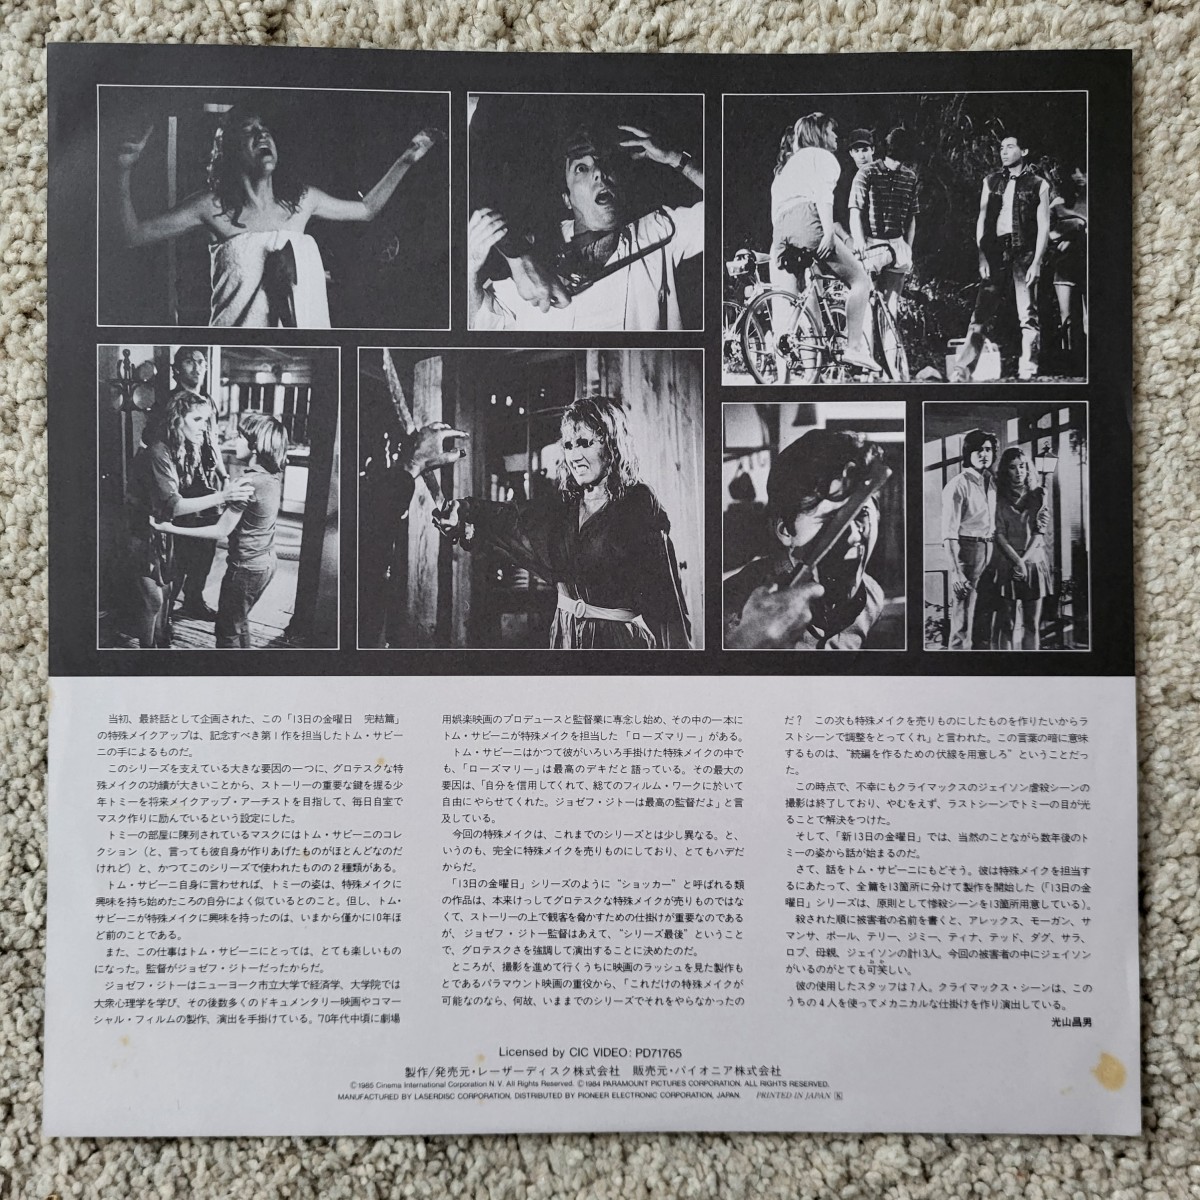 当初、最終話として企画された、この「13日の金曜日　完結篇」
の特殊メイクアップは、記念すべき第1作を担当したトム・サビー
ニの手によるものだ。
このシリーズを支えている大きな要因の一つに、グロテスクな特
殊メイクの功績が大きいことから、ストーリーの重要な鍵を握る少
年トミーを将来メイクアップ・アーチストを目指して、毎日自室で
マスク作りに励んでいるという設定にした。
トミーの部屋に陳列されているマスクにはトム・サビーニのコレ
クション（と、言っても彼自身が作りあげたものがほとんどなのだ
けれど）と、かつてこのシリーズで使われたものの2種類がある。
トム・サビーニ自身に言わせれば、トミーの姿は、特殊メイクに
興味を持ち始めたころの自分によく似ているとのこと。但し、トム・
サビーニが特殊メイクに興味を持ったのは、いまから僅かに10年ほ
ど前のことである。
また、この仕事はトム・サビーニにとっては、とても楽しいもの
になった。監督がジョゼフ・ジトーだったからだ。
ジョゼフ・ジトーはニューヨーク市立大学で経済学、大学院では
大衆心理学を学び、その後数多くのドキュメンタリー映画やコマー
シャル・フィルムの製作、演出を手掛けている。'70年代中頃に劇場
用娯楽映画のプロデュースと監督業に専念し始め、その中の一本に
トム・サビーニが特殊メイクを担当した「ローズマリー」がある。
トム・サビーニはかつて彼がいろいろ手掛けた特殊メイクの中で
も、「ローズマリー」は最高のデキだと語っている。その最大の
要因は、「自分を信用してくれて、総てのフィルム・ワークに於いて
自由にやらせてくれた。ジョゼフ・ジトーは最高の監督だよ」と言
及している。
今回の特殊メイクは、これまでのシリーズとは少し異なる。と、
いうのも、完全に特殊メイクを売りものにしており、とてもハデだ
からだ。
「13日の金曜日」シリーズのように“ショッカー”と呼ばれる類
の作品は、本来けっしてグロテスクな特殊メイクが売りものではな
くて、ストーリーの上で観客を脅かすための仕掛けが重要なのである
が、ジョゼフ・ジトー監督はあえて、“シリーズ最後”ということ
で、グロテスクさを強調して演出することに決めたのだ。
ところが、撮影を進めて行くうちに映画のラッシュを見た製作も
とであるパラマウント映画の重役から、「これだけの特殊メイクが
可能なのなら、何故、いままでのシリーズでそれをやらなかったの
だ？　この次も特殊メイクを売りものにしたものを作りたいからラ
ストシーンで調整をとってくれ」と言われた。この言葉の暗に意味
するものは、“続編を作るための伏線を用意しろ”ということだっ
た。
この時点で、不幸にもクライマックスのジェイソン虐殺シーンの
撮影は終了しており、やむをえず、ラストシーンでトミーの目が光
ることで解決をつけた。
そして、「新13日の金曜日」では、当然のことながら数年後のト
ミーの姿から話が始まるのだ。
さて、話をトム・サビーニにもどそう。彼は特殊メイクを担当す
るにあたって、全篇を13箇所に分けて製作を開始した（「13日の金
曜日」シリーズは、原則として惨殺シーンを13箇所用意している）。
殺された順に被害者の名前を書くと、アレックス、モーガン、サ
マンサ、ポール、テリー、ジミー、ティナ、テッド、ダグ、サラ、
ロブ、母親、ジェイソンの計13人。今回の被害者の中にジェイソン
がいるのがとても可笑しい。
彼の使用したスタッフは7人。クライマックス・シーンは、この
うちの4人を使ってメカニカルな仕掛けを作り演出している。
光山昌男
Licensed by CIC VIDEO: PD71765
製作/発売元・レーザーディスク株式会社　販売元・パイオニア株式会社
©1985 Cinema International Corporation N.V. All Rights Reserved. ©1984 PARAMOUNT PICTURES CORPORATION. ALL RIGHTS RESERVED.
MANUFACTURED BY LASERDISC CORPORATION, DISTRIBUTED BY PIONEER ELECTRONIC CORPORATION, JAPAN. PRINTED IN JAPAN